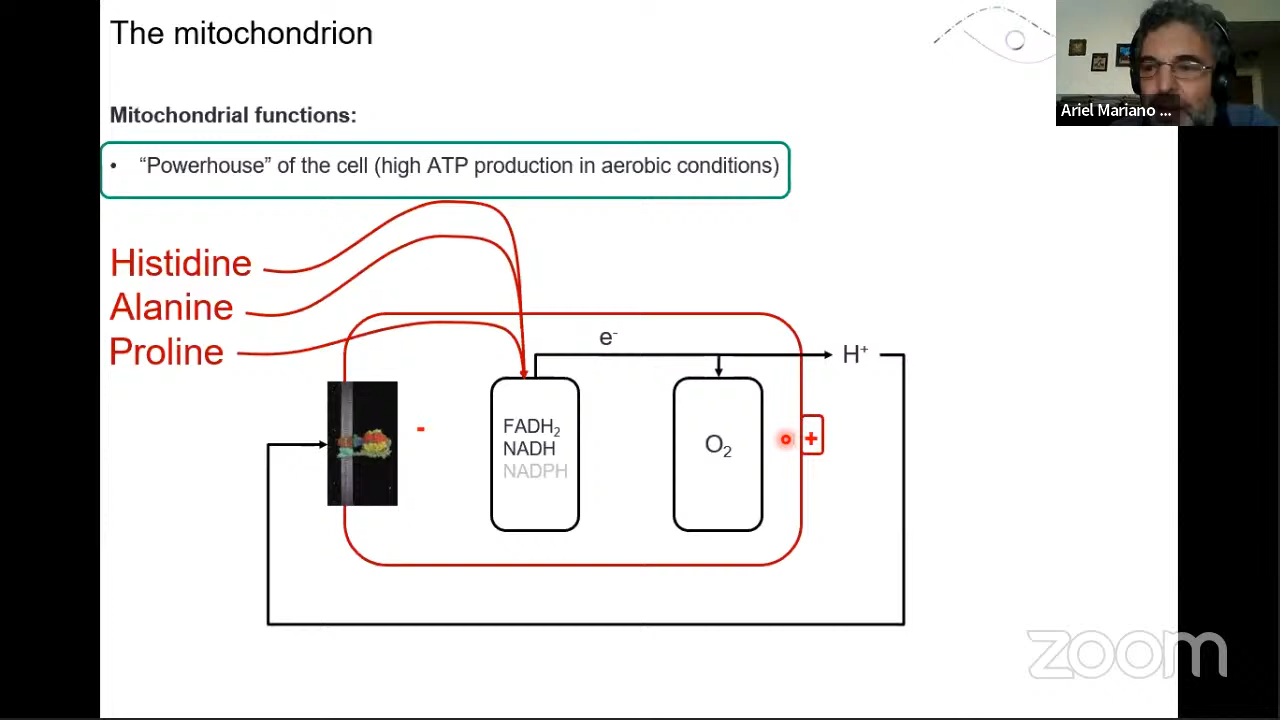 The mitochondrion
Ariel Mariano ...
Mitochondrial functions:
• “Powerhouse” of the cell (high ATP production in aerobic conditions)
Histidine
Alanine
Proline
e-
H+
-
FADH2
NADH
NADPH
O2
+
zoom